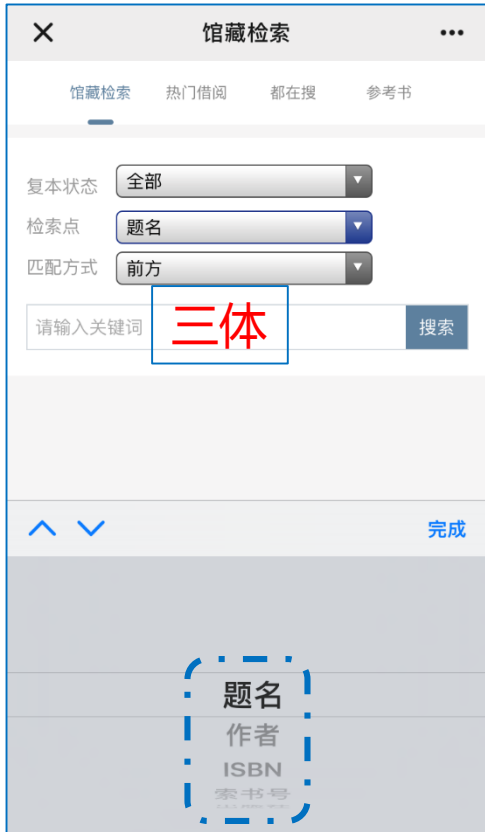 馆藏检索
馆藏检索 热门借阅 都在搜 参考书
复本状态 全部
检索点 题名
匹配方式 前方
请输入关键词 三体 搜索
完成
题名
作者
ISBN
索书号